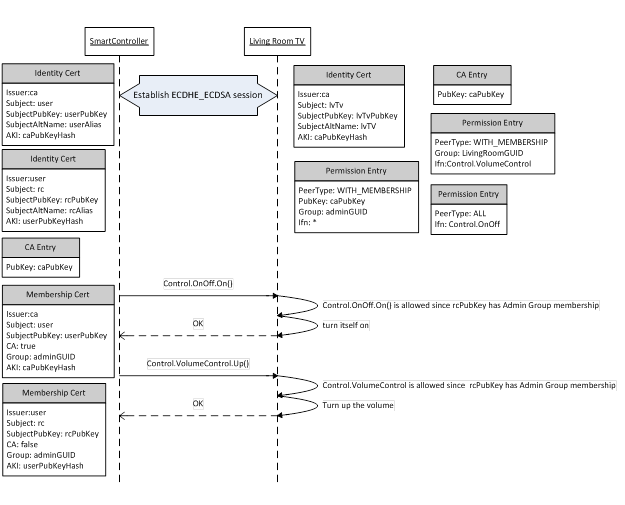 SmartController
Living Room TV
Identity Cert
Issuer:ca
Subject: user
SubjectPubKey: userPubKey
SubjectAltName: userAlias
AKI: caPubKeyHash
Establish ECDHE_ECDSA session
Identity Cert
Issuer:ca
Subject: lvTv
SubjectPubKey: lvTvPubKey
SubjectAltName: lvTV
AKI: caPubKeyHash
CA Entry
PubKey: caPubKey
Permission Entry
PeerType: WITH_MEMBERSHIP
Group: LivingRoomGUID
Ifn:Control.VolumeControl
Identity Cert
Issuer:user
Subject: rc
SubjectPubKey: rcPubKey
SubjectAltName: rcAlias
AKI: userPubKeyHash
Permission Entry
PeerType: WITH_MEMBERSHIP
PubKey: caPubKey
Group: adminGUID
Ifn: *
Permission Entry
PeerType: ALL
Ifn: Control.OnOff
CA Entry
PubKey: caPubKey
Membership Cert
Issuer:ca
Subject: user
SubjectPubKey: userPubKey
CA: true
Group: adminGUID
AKI: caPubKeyHash
Control.OnOff.On()
Control.OnOff.On() is allowed since rcPubKey has Admin Group membership
OK
turn itself on
Control.VolumeControl.Up()
Control.VolumeControl is allowed since  rcPubKey has Admin Group membership
OK
Turn up the volume
Membership Cert
Issuer:user
Subject: rc
SubjectPubKey: rcPubKey
CA: false
Group: adminGUID
AKI: userPubKeyHash